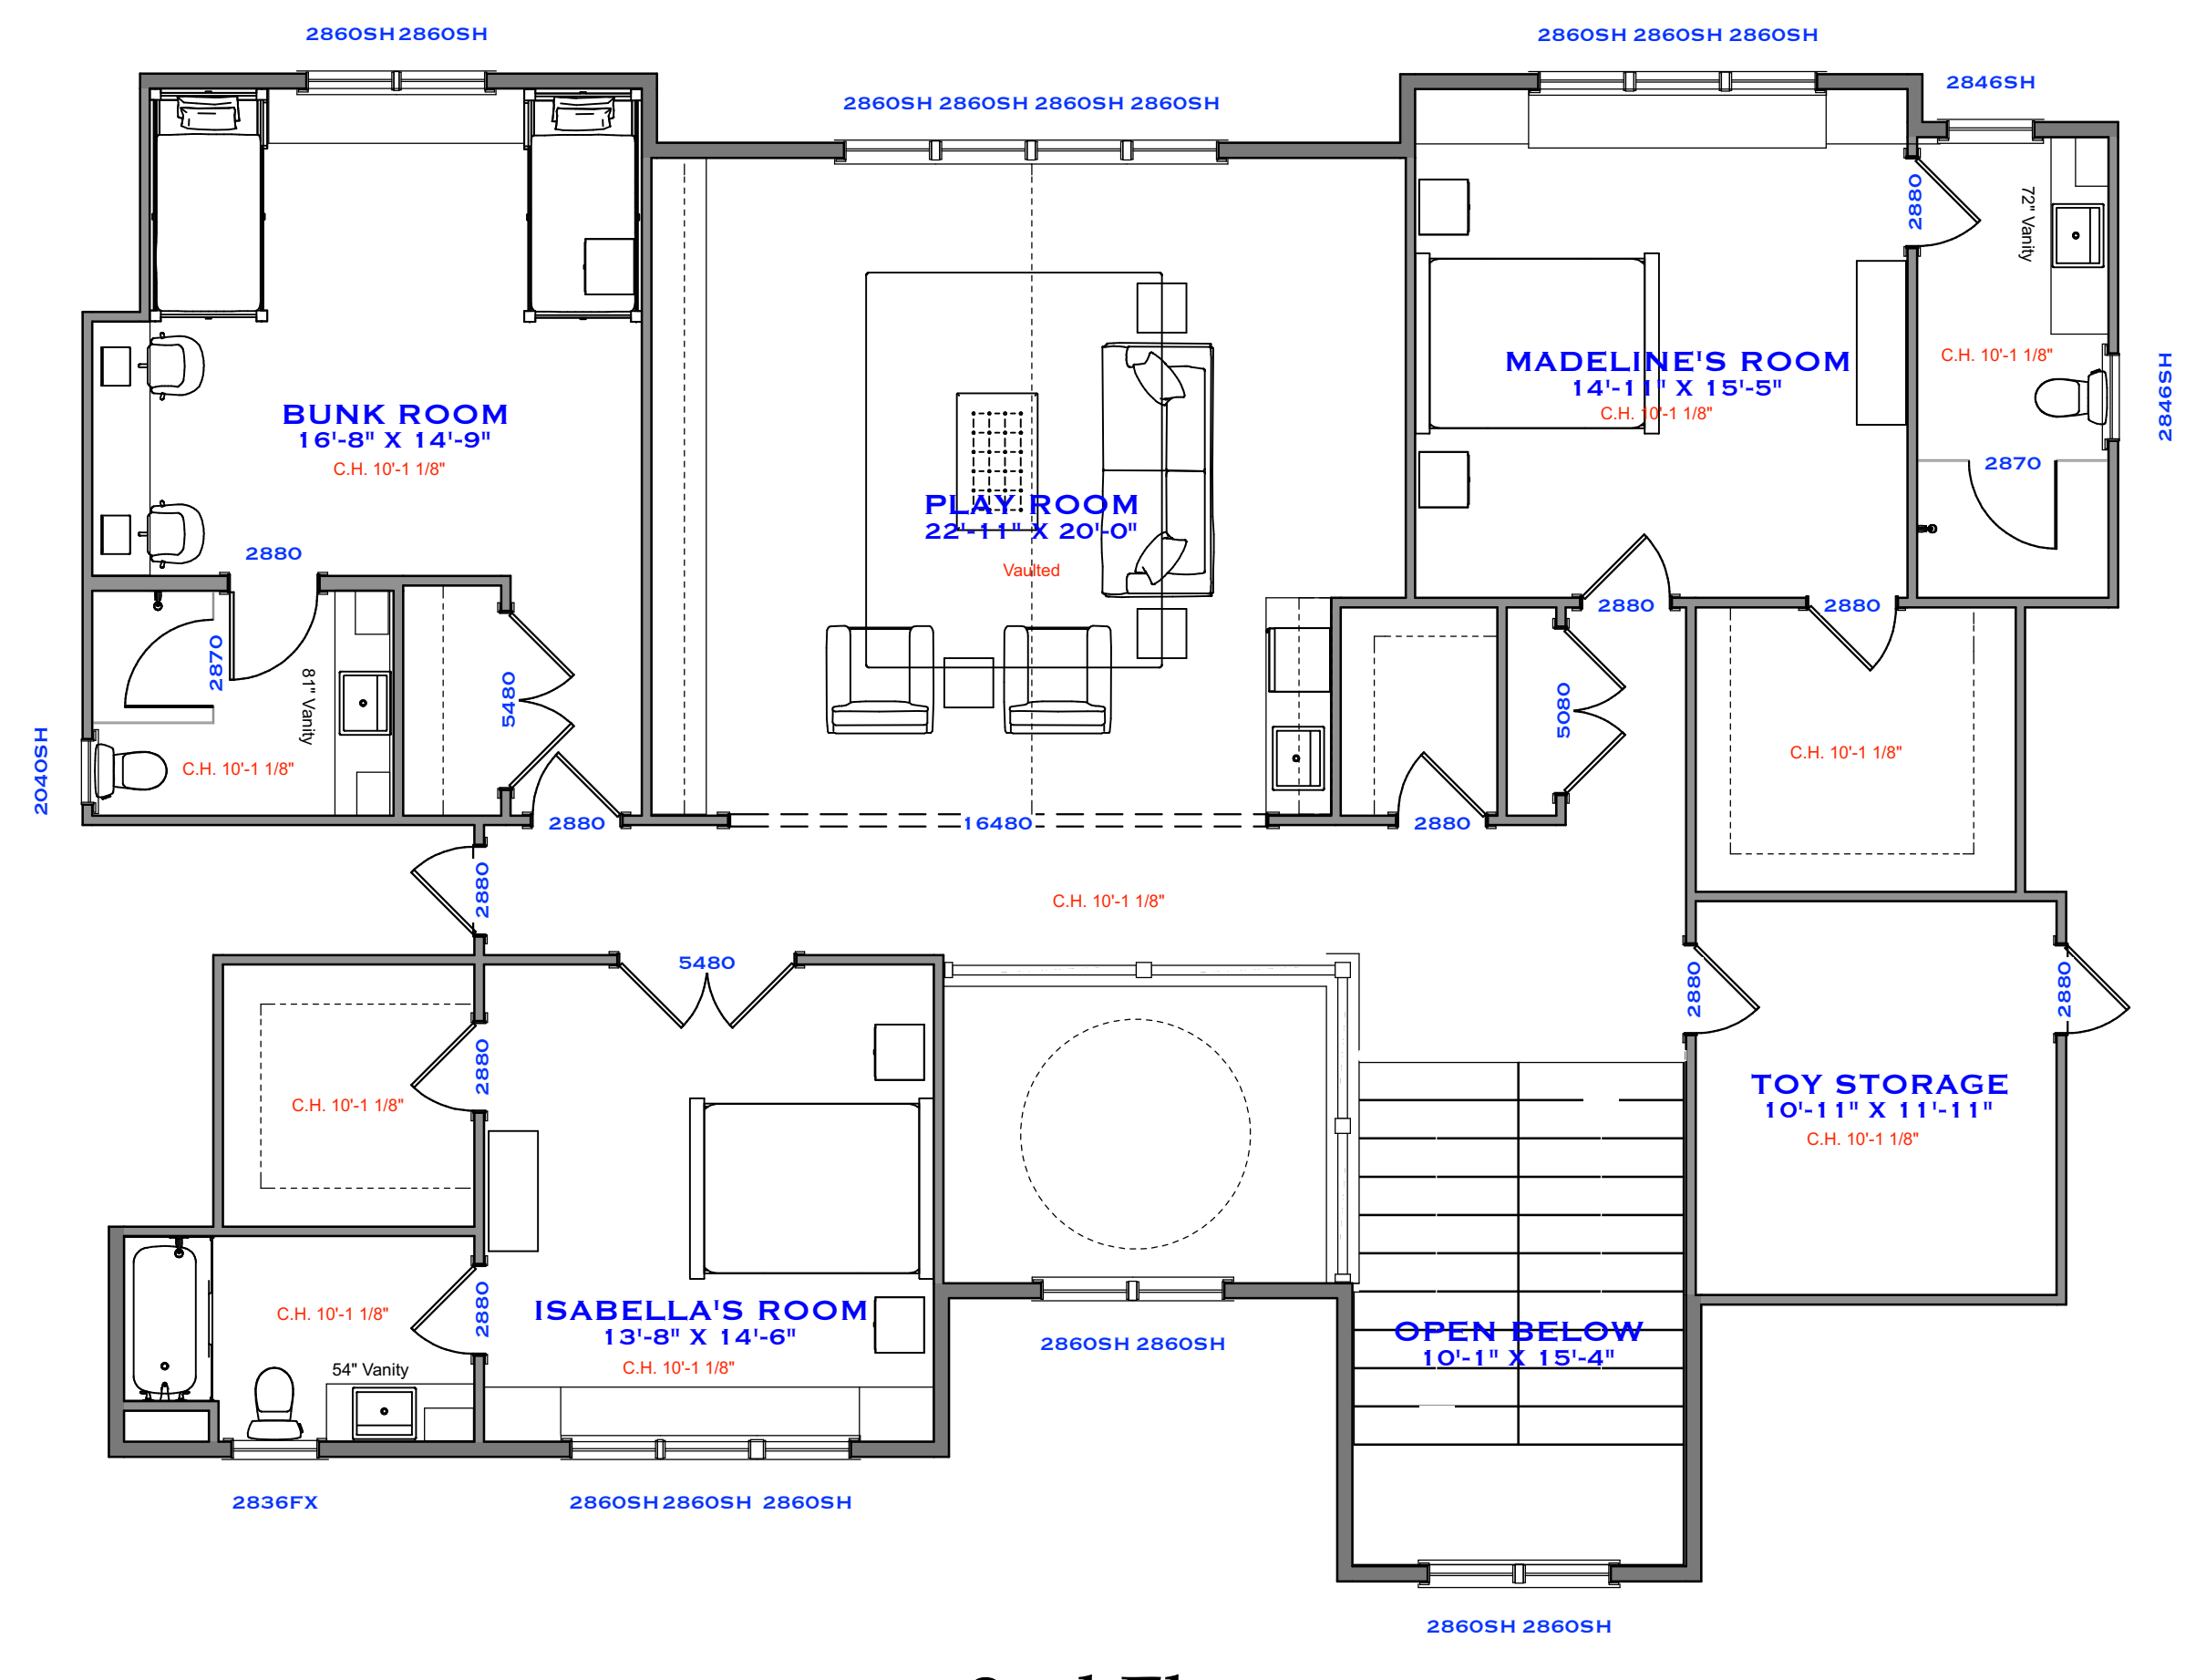 2860SH 2860SH
2860SH 2860SH 2860SH
2846SH
2860SH 2860SH 2860SH 2860SH
2880
72" Vanity
C.H. 10'-1 1/8"
2846SH
MADELINE'S ROOM
14'-11" X 15'-5"
C.H. 10'-1 1/8"
BUNK ROOM
16'-8" X 14'-9"
C.H. 10'-1 1/8"
2870
PLAY ROOM
22'-11" X 20'-0"
Vaulted
2880
2880
2880
2870
81" Vanity
5480
5080
2040SH
C.H. 10'-1 1/8"
C.H. 10'-1 1/8"
2880
16480
2880
2880
C.H. 10'-1 1/8"
5480
2880
2880
2880
C.H. 10'-1 1/8"
TOY STORAGE
10'-11" X 11'-11"
C.H. 10'-1 1/8"
C.H. 10'-1 1/8"
2880
ISABELLA'S ROOM
13'-8" X 14'-6"
C.H. 10'-1 1/8"
54" Vanity
2860SH 2860SH
OPEN BELOW
10'-1" X 15'-4"
2836FX
2860SH 2860SH 2860SH
2860SH 2860SH